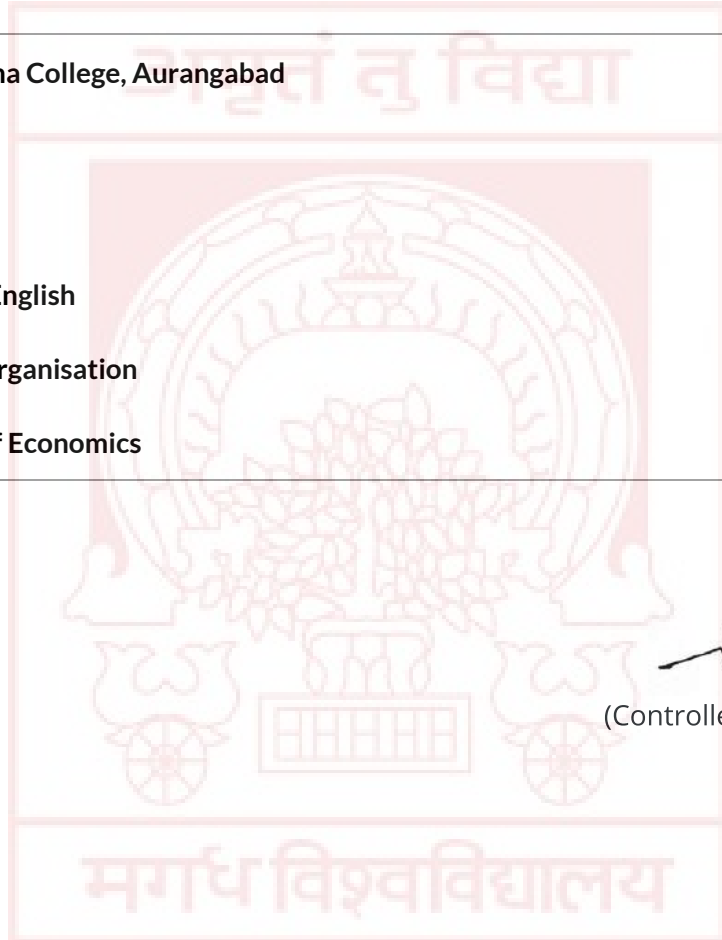 अमृतं तु विद्या
na College, Aurangabad
English
rganisation
f Economics
(Controlle
मगध विश्वविद्यालय